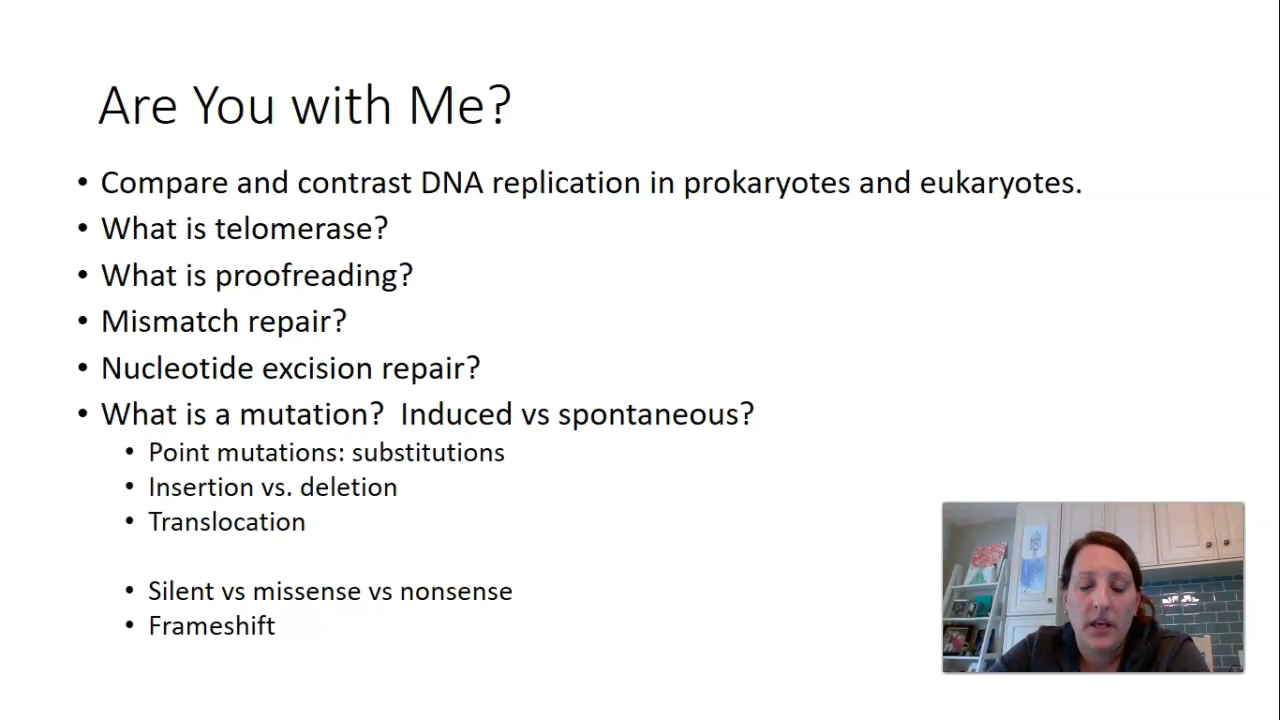 Are You with Me?
• Compare and contrast DNA replication in prokaryotes and eukaryotes.
• What is telomerase?
• What is proofreading?
• Mismatch repair?
• Nucleotide excision repair?
• What is a mutation?  Induced vs spontaneous?
• Point mutations: substitutions
• Insertion vs. deletion
• Translocation
• Silent vs missense vs nonsense
• Frameshift